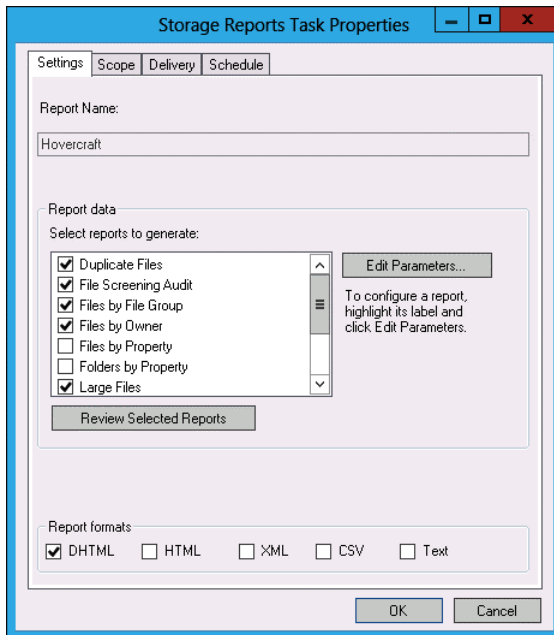 Storage Reports Task Properties
Settings Scope Delivery Schedule
Report Name:
Hovercraft
Report data
Select reports to generate:
Duplicate Files
File Screening Audit
Files by File Group
Files by Owner
Files by Property
Folders by Property
Large Files
Edit Parameters...
To configure a report,
highlight its label and
click Edit Parameters.
Review Selected Reports
Report formats
DHTML HTML XML CSV Text
OK Cancel